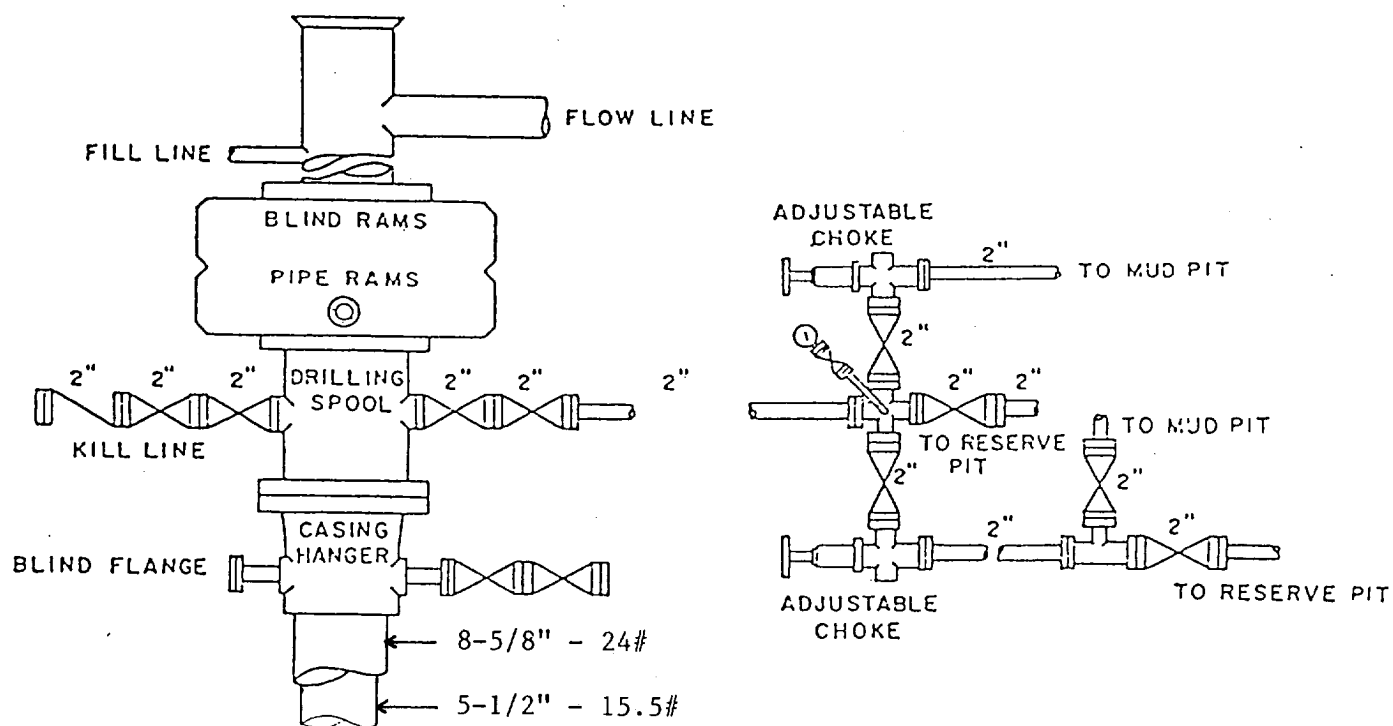 FLOW LINE
FILL LINE
BLIND RAMS
PIPE RAMS
2" 2" 2" DRILLING SPOOL 2" 2" 2"
KILL LINE
CASING
HANGER
BLIND FLANGE
8-5/8" - 24#
5-1/2" - 15.5#
ADJUSTABLE
CHOKE
2"
TO MUD PIT
2"
2" 2"
TO RESERVE
PIT
TO MUD PIT
2"
2"
2"
2"
TO RESERVE PIT
ADJUSTABLE
CHOKE